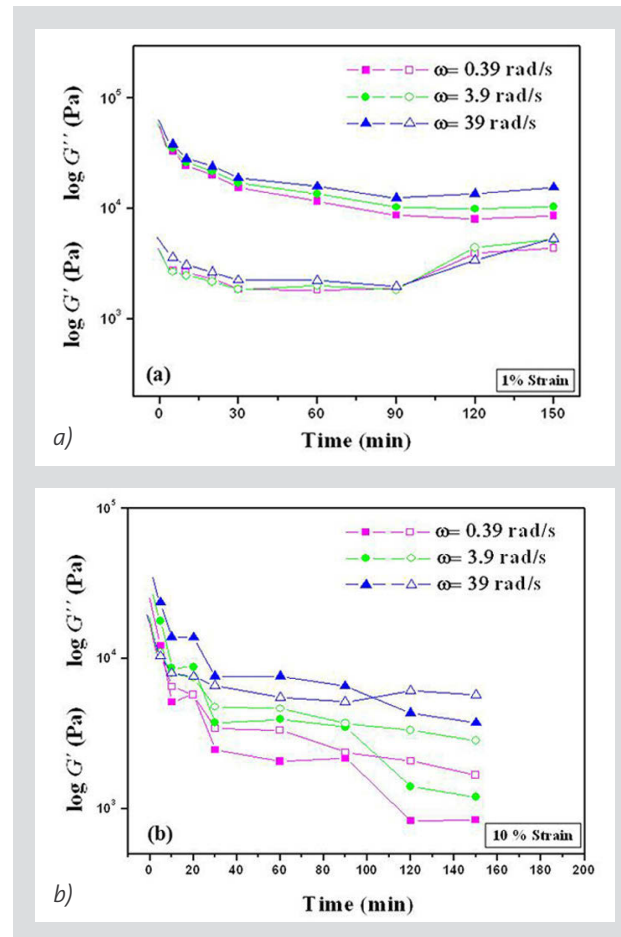 ω= 0.39 rad/s
ω= 3.9 rad/s
ω= 39 rad/s
log G′ (Pa) log G′′ (Pa)
10⁵
10⁴
10³
(a)
1% Strain
0 30 60 90 120 150
Time (min)
a)
ω= 0.39 rad/s
ω= 3.9 rad/s
ω= 39 rad/s
log G′ (Pa) log G′′ (Pa)
10⁵
10⁴
10³
(b)
10 % Strain
0 20 40 60 80 100 120 140 160 180 200
Time (min)
b)